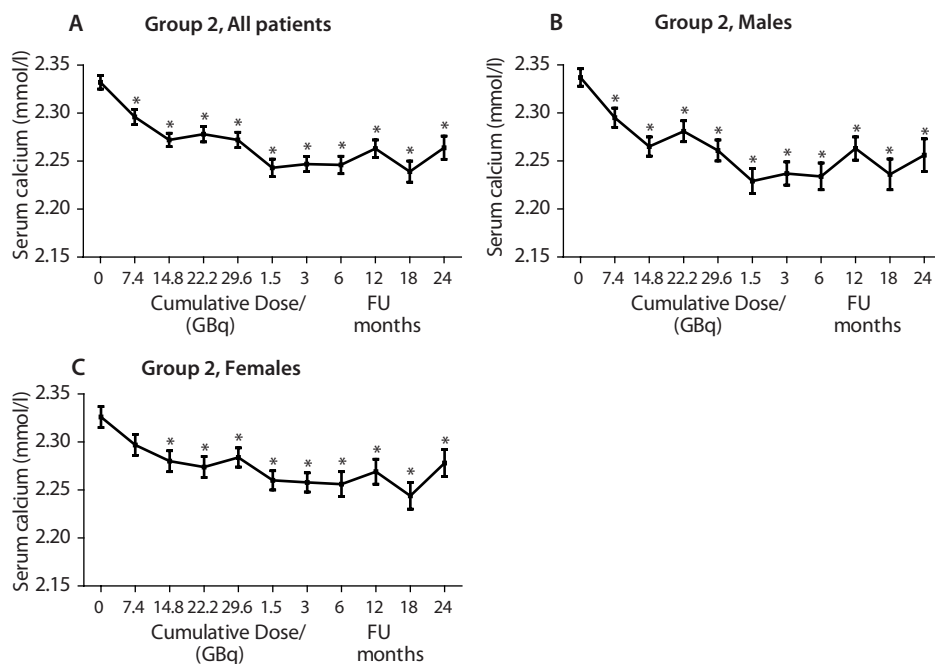 A Group 2, All patients
Serum calcium (mmol/l)
2.35
2.30
2.25
2.20
2.15
* * * * * * * * * *
0 7.4 14.8 22.2 29.6 1.5 3 6 12 18 24
Cumulative Dose/ FU
(GBq) months
B Group 2, Males
Serum calcium (mmol/l)
2.35
2.30
2.25
2.20
2.15
* * * * * * * * * *
0 7.4 14.8 22.2 29.6 1.5 3 6 12 18 24
Cumulative Dose/ FU
(GBq) months
C Group 2, Females
Serum calcium (mmol/l)
2.35
2.30
2.25
2.20
2.15
* * * * * * * * *
0 7.4 14.8 22.2 29.6 1.5 3 6 12 18 24
Cumulative Dose/ FU
(GBq) months